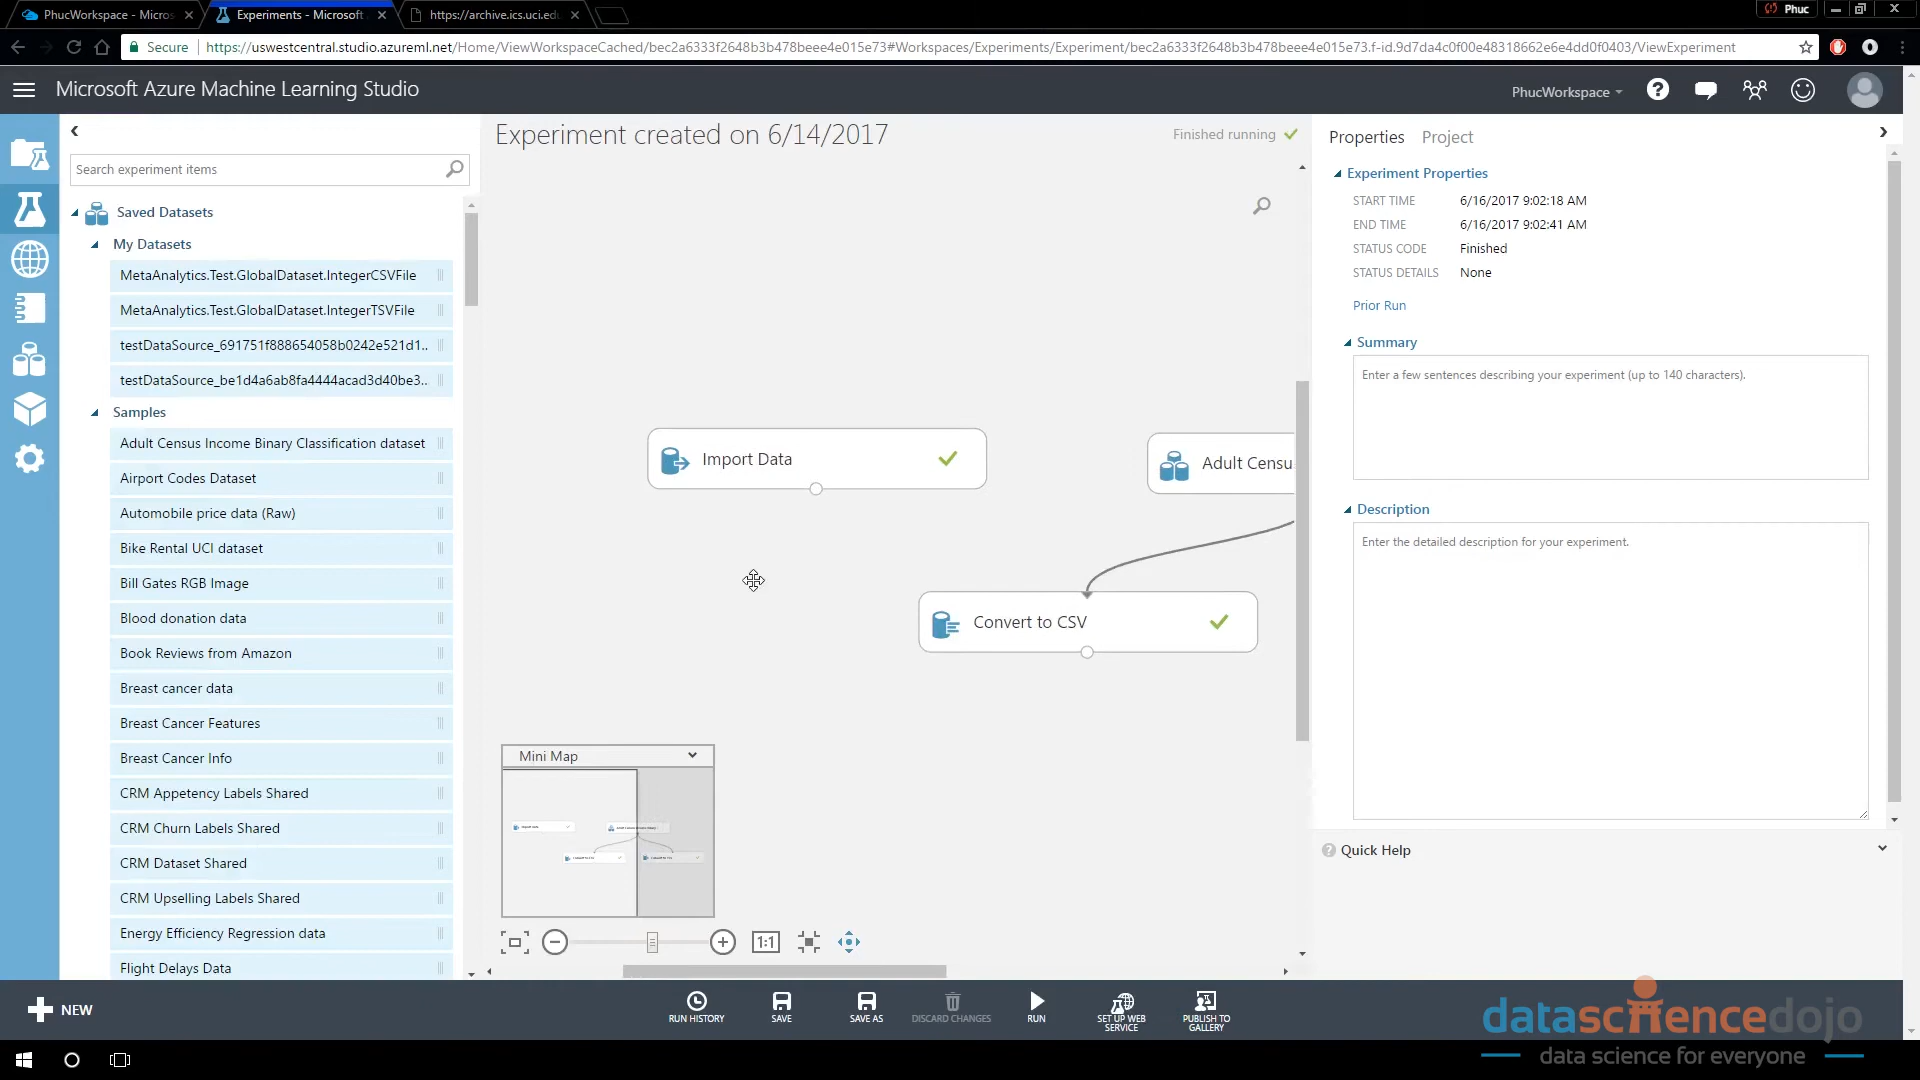 PhucWorkspace - Micros
Experiments - Microsoft
https://archive.ics.uci.ed
Phuc
Secure
https://uswestcentral.studio.azureml.net/Home/ViewWorkspaceCached/bec2a6333f2648b3b478beee4e015e73#Workspaces/Experiments/Experiment/bec2a6333f2648b3b478beee4e015e73.f-id.9d7da4c0f00e48318662e6e4dd0f0403/ViewExperiment
Microsoft Azure Machine Learning Studio
PhucWorkspace
Experiment created on 6/14/2017
Finished running
Properties
Project
Search experiment items
Experiment Properties
START TIME 6/16/2017 9:02:18 AM
END TIME 6/16/2017 9:02:41 AM
STATUS CODE Finished
STATUS DETAILS None
Prior Run
Summary
Enter a few sentences describing your experiment (up to 140 characters).
Description
Enter the detailed description for your experiment.
Quick Help
Saved Datasets
My Datasets
MetaAnalytics.Test.GlobalDataset.IntegerCSVFile
MetaAnalytics.Test.GlobalDataset.IntegerTSVFile
testDataSource_691751f888654058b0242e521d1..
testDataSource_be1d4a6ab8fa4444acad3d40be3..
Samples
Adult Census Income Binary Classification dataset
Airport Codes Dataset
Automobile price data (Raw)
Bike Rental UCI dataset
Bill Gates RGB Image
Blood donation data
Book Reviews from Amazon
Breast cancer data
Breast Cancer Features
Breast Cancer Info
CRM Appetency Labels Shared
CRM Churn Labels Shared
CRM Dataset Shared
CRM Upselling Labels Shared
Energy Efficiency Regression data
Flight Delays Data
Import Data
Adult Censu
Convert to CSV
Mini Map
1:1
NEW
RUN HISTORY
SAVE
SAVE AS
DISCARD CHANGES
RUN
SET UP WEB SERVICE
PUBLISH TO GALLERY
datasciencedojo
data science for everyone